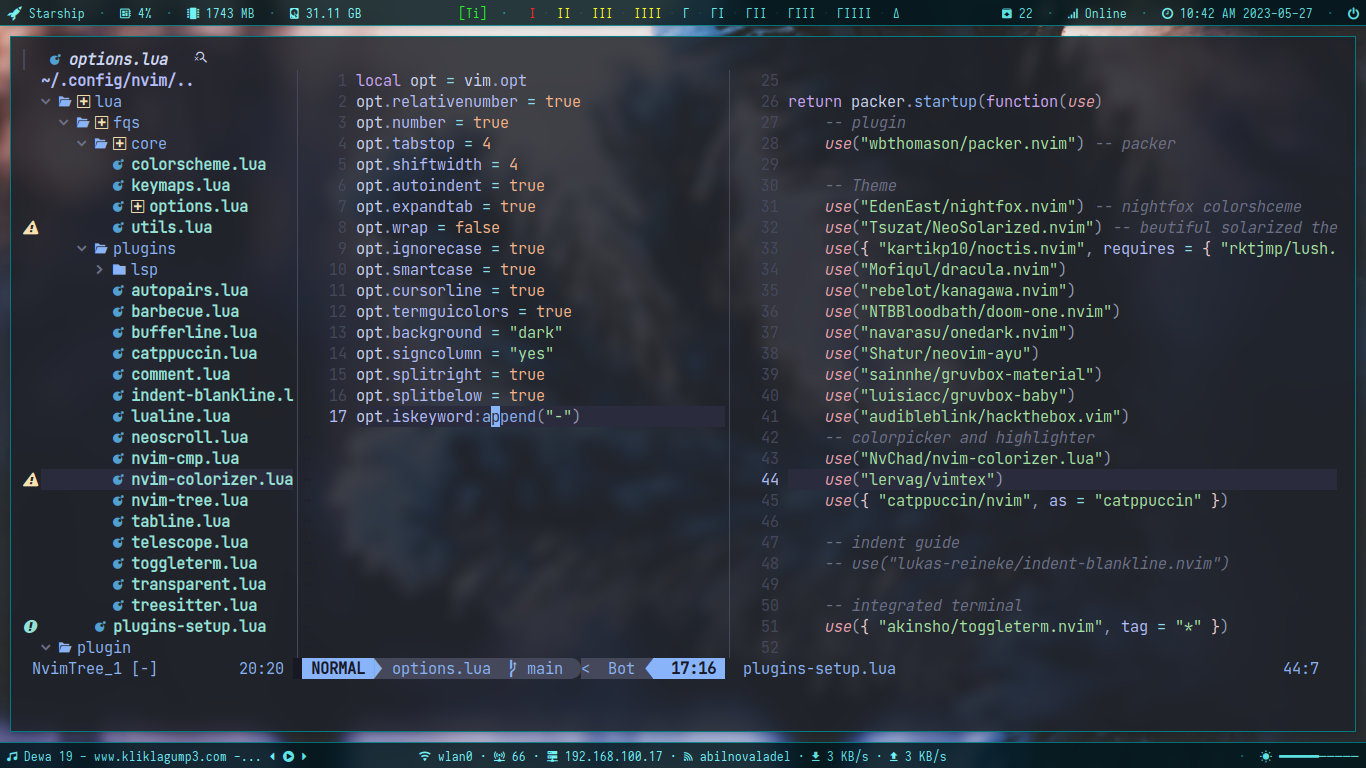 Starship · 4% · 1743 MB · 31.11 GB [Ti] · I · II · III · IIII · Γ · ΓI · ΓII · ΓIII · ΓIIII · Δ 22 · Online · 10:42 AM 2023-05-27 ·
options.lua
~/.config/nvim/..
lua
fqs
core
colorscheme.lua
keymaps.lua
options.lua
utils.lua
plugins
lsp
autopairs.lua
barbecue.lua
bufferline.lua
catppuccin.lua
comment.lua
indent-blankline.l
lualine.lua
neoscroll.lua
nvim-cmp.lua
nvim-colorizer.lua
nvim-tree.lua
tabline.lua
telescope.lua
toggleterm.lua
transparent.lua
treesitter.lua
plugins-setup.lua
plugin
NvimTree_1 [-] 20:20
1 local opt = vim.opt
2 opt.relativenumber = true
3 opt.number = true
4 opt.tabstop = 4
5 opt.shiftwidth = 4
6 opt.autoindent = true
7 opt.expandtab = true
8 opt.wrap = false
9 opt.ignorecase = true
10 opt.smartcase = true
11 opt.cursorline = true
12 opt.termguicolors = true
13 opt.background = "dark"
14 opt.signcolumn = "yes"
15 opt.splitright = true
16 opt.splitbelow = true
17 opt.iskeyword:append("-")
NORMAL options.lua main < Bot 17:16
25
26 return packer.startup(function(use)
27 -- plugin
28 use("wbthomason/packer.nvim") -- packer
29
30 -- Theme
31 use("EdenEast/nightfox.nvim") -- nightfox colorshceme
32 use("Tsuzat/NeoSolarized.nvim") -- beutiful solarized the
33 use({ "kartikp10/noctis.nvim", requires = { "rktjmp/lush.
34 use("Mofiqul/dracula.nvim")
35 use("rebelot/kanagawa.nvim")
36 use("NTBBloodbath/doom-one.nvim")
37 use("navarasu/onedark.nvim")
38 use("Shatur/neovim-ayu")
39 use("sainnhe/gruvbox-material")
40 use("luisiacc/gruvbox-baby")
41 use("audibleblink/hackthebox.vim")
42 -- colorpicker and highlighter
43 use("NvChad/nvim-colorizer.lua")
44 use("lervag/vimtex")
45 use({ "catppuccin/nvim", as = "catppuccin" })
46
47 -- indent guide
48 -- use("lukas-reineke/indent-blankline.nvim")
49
50 -- integrated terminal
51 use({ "akinsho/toggleterm.nvim", tag = "*" })
52
plugins-setup.lua 44:7
Dewa 19 - www.kliklagump3.com -... wlan0 · 66 · 192.168.100.17 · abilnovaladel · 3 KB/s · 3 KB/s